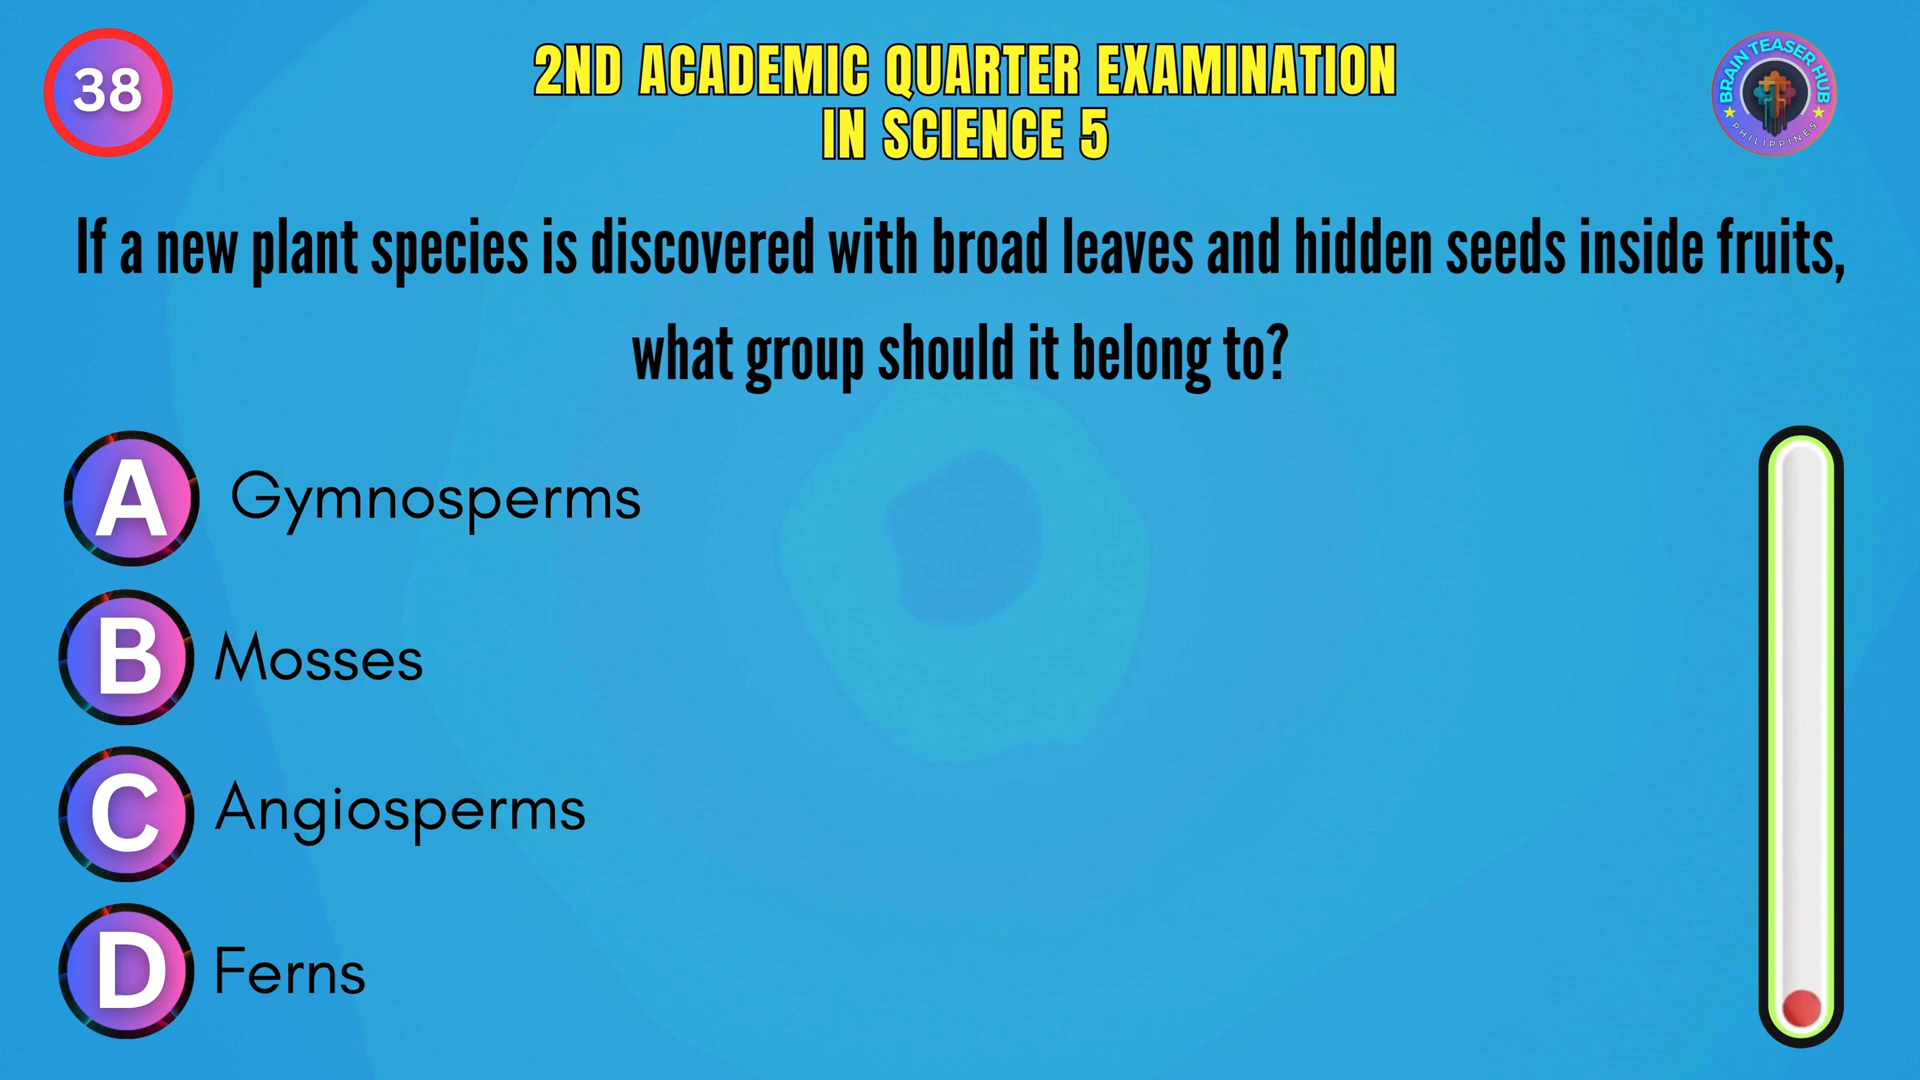 38
2ND ACADEMIC QUARTER EXAMINATION
IN SCIENCE 5
BRAIN TEASER HUB
PHILIPPINES
If a new plant species is discovered with broad leaves and hidden seeds inside fruits,
what group should it belong to?
A Gymnosperms
B Mosses
C Angiosperms
D Ferns